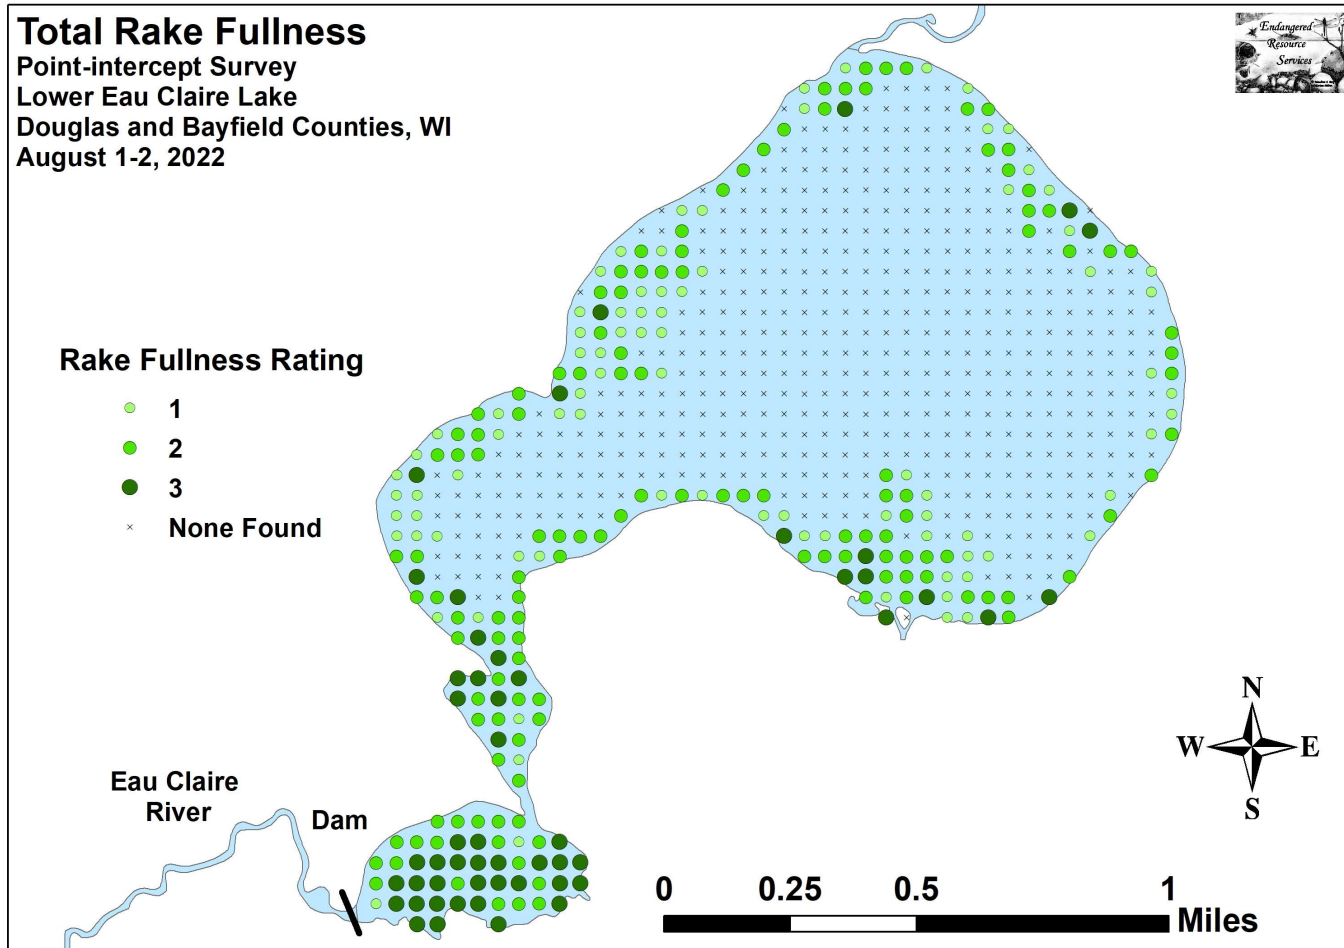 Total Rake Fullness
Point-intercept Survey
Lower Eau Claire Lake
Douglas and Bayfield Counties, WI
August 1-2, 2022
Endangered
Resource
Services
Rake Fullness Rating
1
2
3
None Found
N
W E
S
Eau Claire
River
Dam
0 0.25 0.5 1
Miles